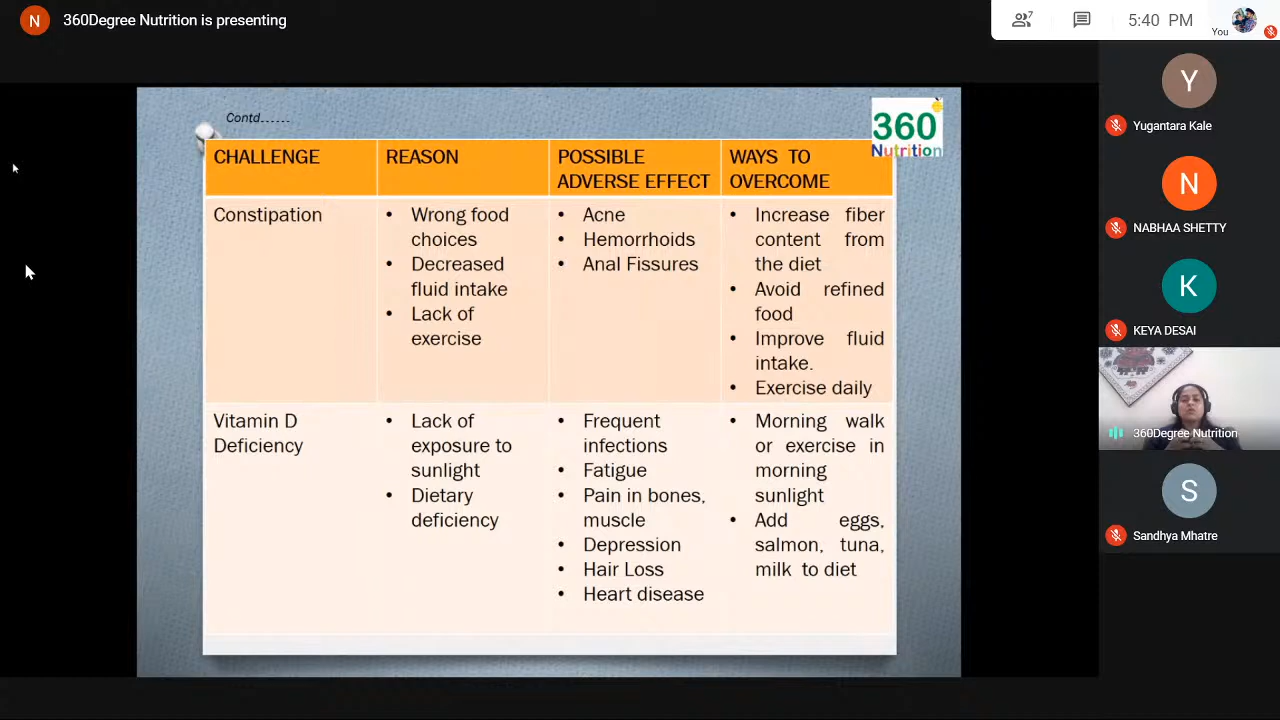 N
360Degree Nutrition is presenting
7
5:40 PM
You
Contd......
360
Nutrition
CHALLENGE
REASON
POSSIBLE
ADVERSE EFFECT
WAYS TO
OVERCOME
Constipation
• Wrong food
choices
• Decreased
fluid intake
• Lack of
exercise
• Acne
• Hemorrhoids
• Anal Fissures
• Increase fiber
content from
the diet
• Avoid refined
food
• Improve fluid
intake.
• Exercise daily
Vitamin D
Deficiency
• Lack of
exposure to
sunlight
• Dietary
deficiency
• Frequent
infections
• Fatigue
• Pain in bones,
muscle
• Depression
• Hair Loss
• Heart disease
• Morning walk
or exercise in
morning
sunlight
• Add eggs,
salmon, tuna,
milk to diet
Y
Yugantara Kale
N
NABHAA SHETTY
K
KEYA DESAI
360Degree Nutrition
S
Sandhya Mhatre